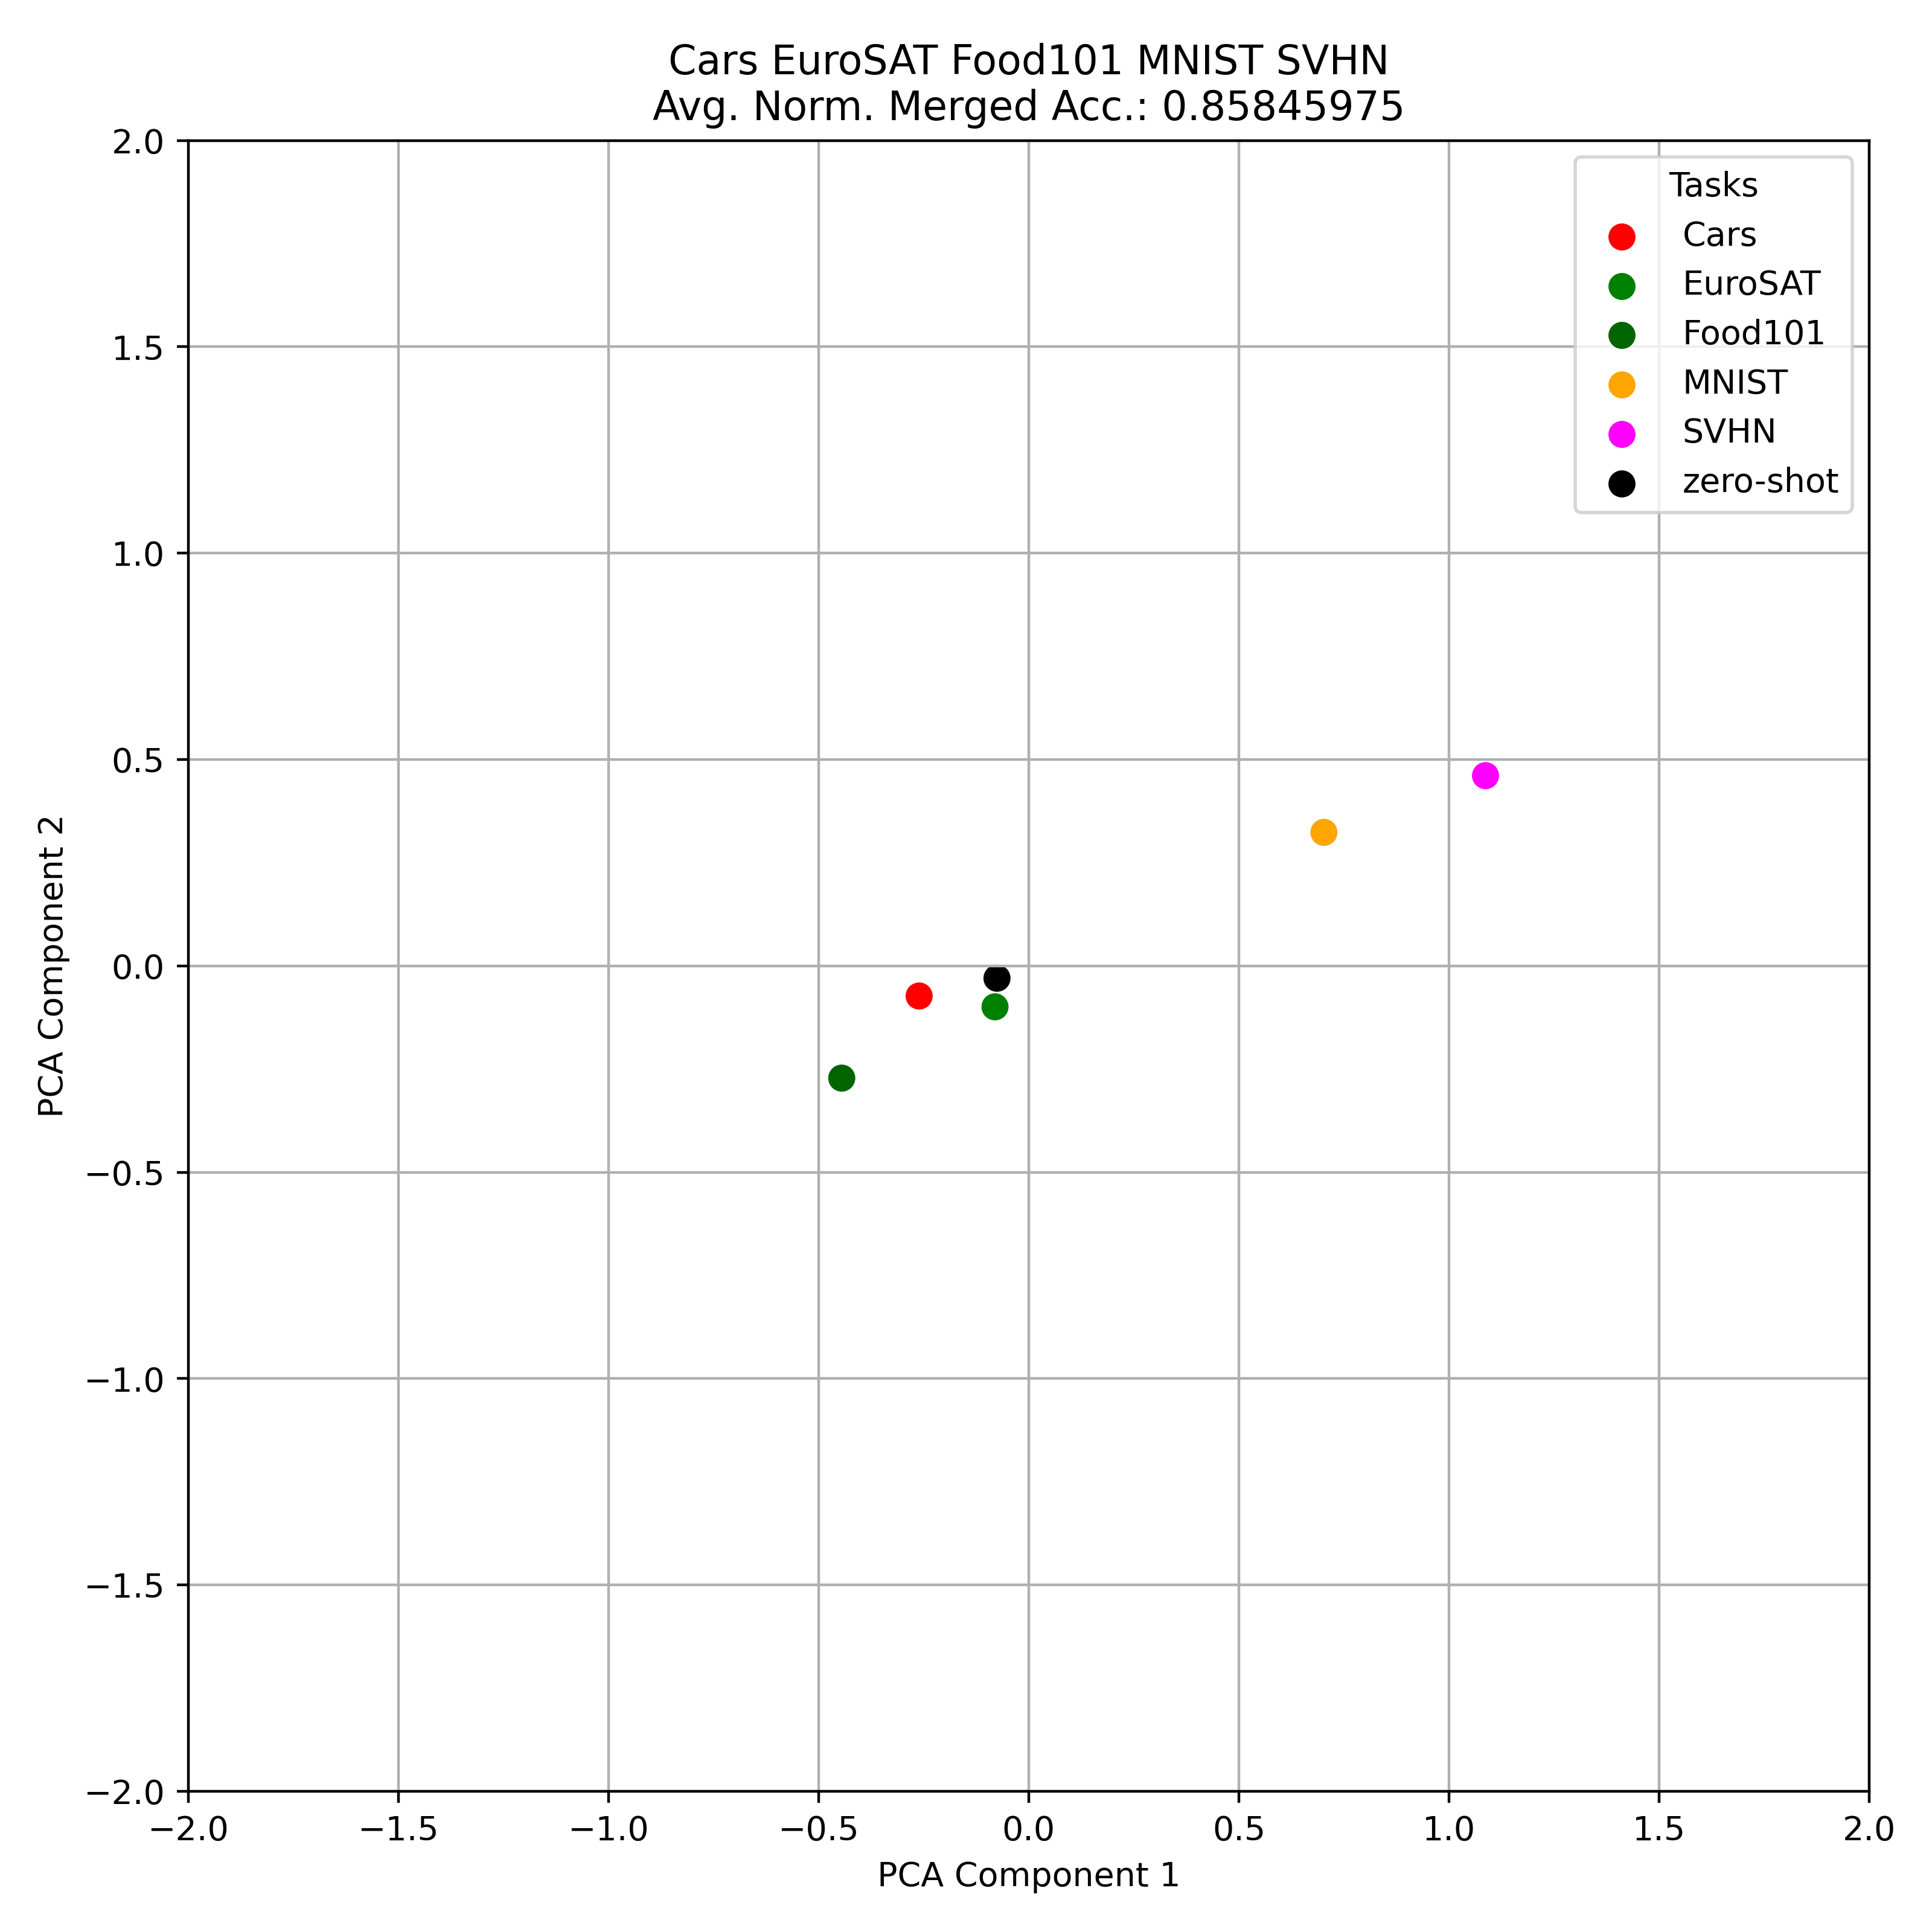 Cars EuroSAT Food101 MNIST SVHN
Avg. Norm. Merged Acc.: 0.85845975
Tasks
Cars
EuroSAT
Food101
MNIST
SVHN
zero-shot
2.0
1.5
1.0
0.5
0.0
−0.5
−1.0
−1.5
−2.0
PCA Component 2
−2.0 −1.5 −1.0 −0.5 0.0 0.5 1.0 1.5 2.0
PCA Component 1